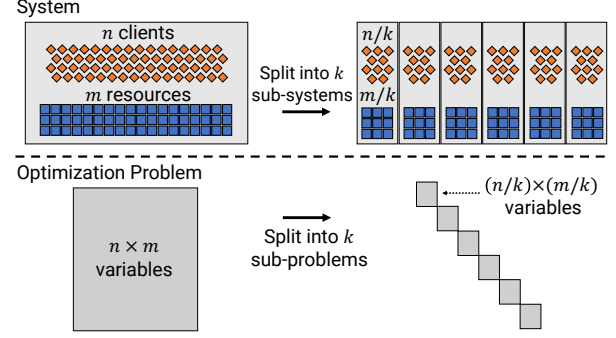 System
n clients
m resources
Split into k
sub-systems
n/k
m/k
Optimization Problem
n × m
variables
Split into k
sub-problems
(n/k)×(m/k)
variables